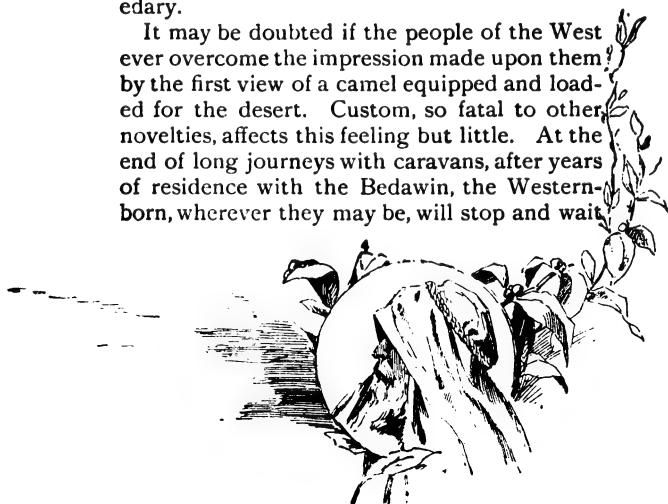 edary.
It may be doubted if the people of the West
ever overcome the impression made upon them
by the first view of a camel equipped and load-
ed for the desert. Custom, so fatal to other
novelties, affects this feeling but little. At the
end of long journeys with caravans, after years
of residence with the Bedawin, the Western-
born, wherever they may be, will stop and wait